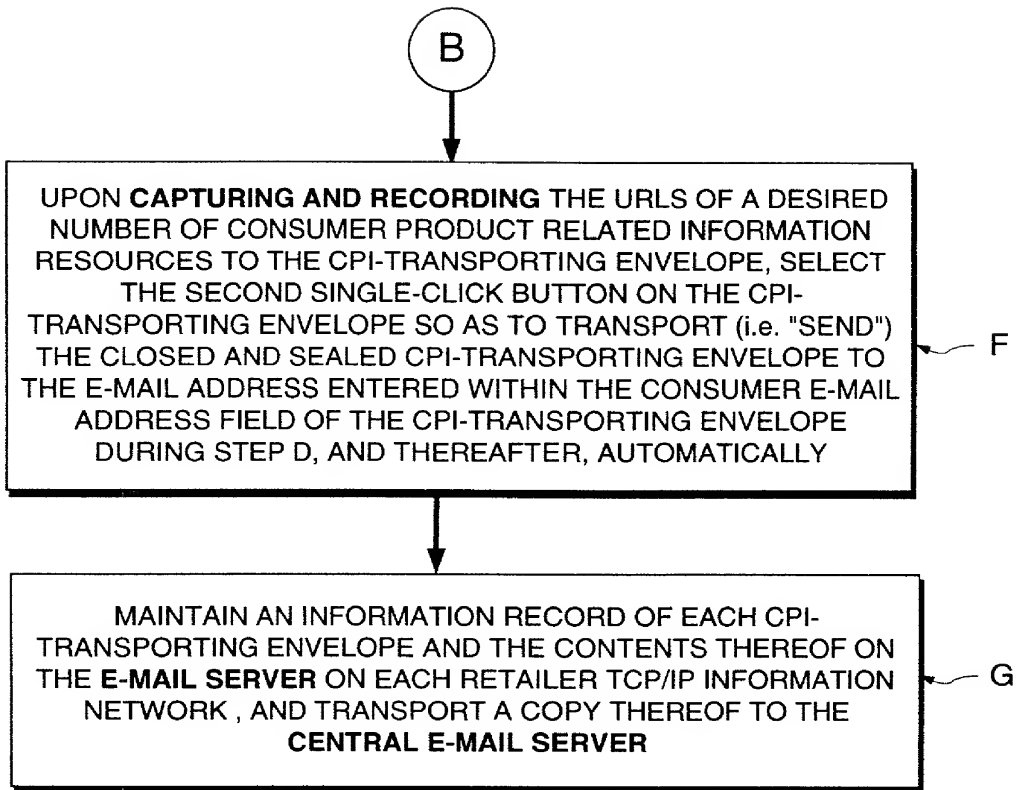 B
UPON CAPTURING AND RECORDING THE URLS OF A DESIRED
NUMBER OF CONSUMER PRODUCT RELATED INFORMATION
RESOURCES TO THE CPI-TRANSPORTING ENVELOPE, SELECT
THE SECOND SINGLE-CLICK BUTTON ON THE CPI-
TRANSPORTING ENVELOPE SO AS TO TRANSPORT (i.e. "SEND")
THE CLOSED AND SEALED CPI-TRANSPORTING ENVELOPE TO
THE E-MAIL ADDRESS ENTERED WITHIN THE CONSUMER E-MAIL
ADDRESS FIELD OF THE CPI-TRANSPORTING ENVELOPE
DURING STEP D, AND THEREAFTER, AUTOMATICALLY
F
MAINTAIN AN INFORMATION RECORD OF EACH CPI-
TRANSPORTING ENVELOPE AND THE CONTENTS THEREOF ON
THE E-MAIL SERVER ON EACH RETAILER TCP/IP INFORMATION
NETWORK , AND TRANSPORT A COPY THEREOF TO THE
CENTRAL E-MAIL SERVER
G